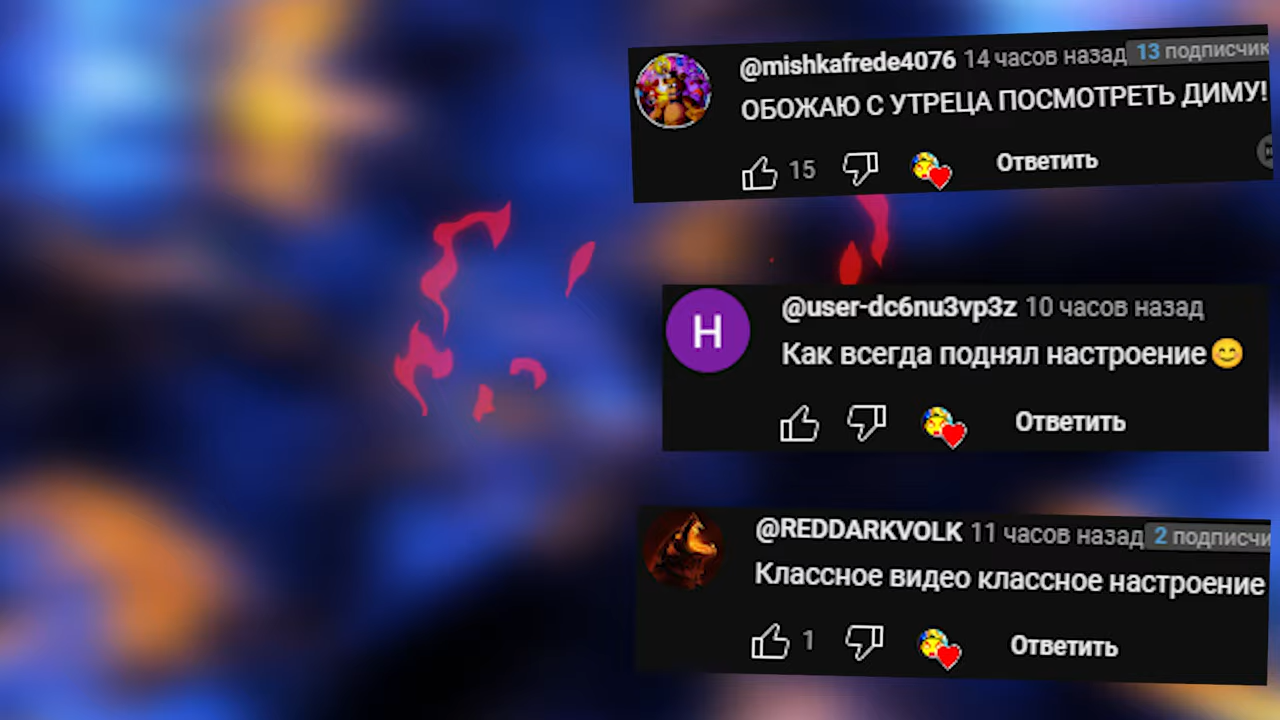 @mishkafrede4076 14 часов назад 13 подписчик
ОБОЖАЮ С УТРЕЦА ПОСМОТРЕТЬ ДИМУ!
15 Ответить
@user-dc6nu3vp3z 10 часов назад
Н
Как всегда поднял настроение😊
Ответить
@REDDARKVOLK 11 часов назад 2 подписчи
Классное видео классное настроение
1 Ответить